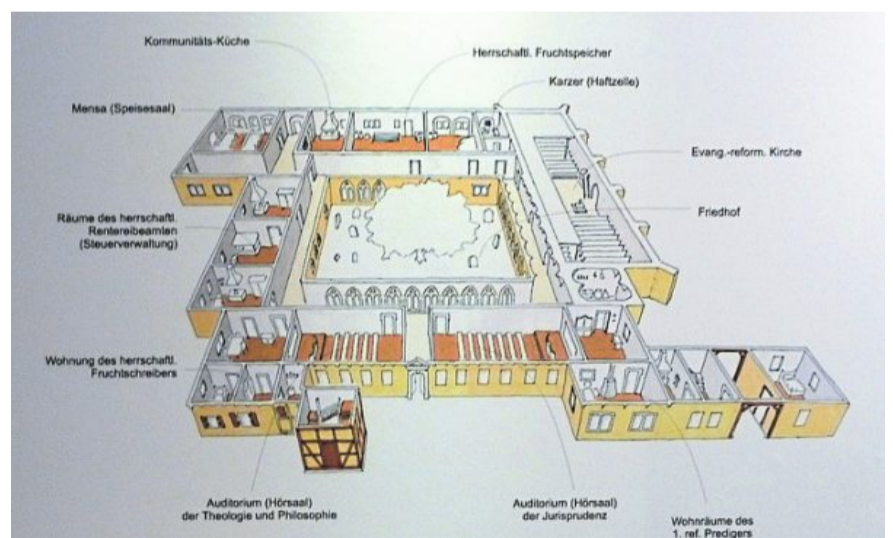 Kommunitäts-Küche
Herrschaftl. Fruchtspeicher
Karzer (Haftzelle)
Mensa (Speisesaal)
Evang.-reform. Kirche
Friedhof
Räume des herrschaftl.
Rentereibeamten
(Steuerverwaltung)
Wohnung des herrschaftl.
Fruchtschreibers
Auditorium (Hörsaal)
der Theologie und Philosophie
Auditorium (Hörsaal)
der Jurisprudenz
Wohnräume des
1. ref. Predigers